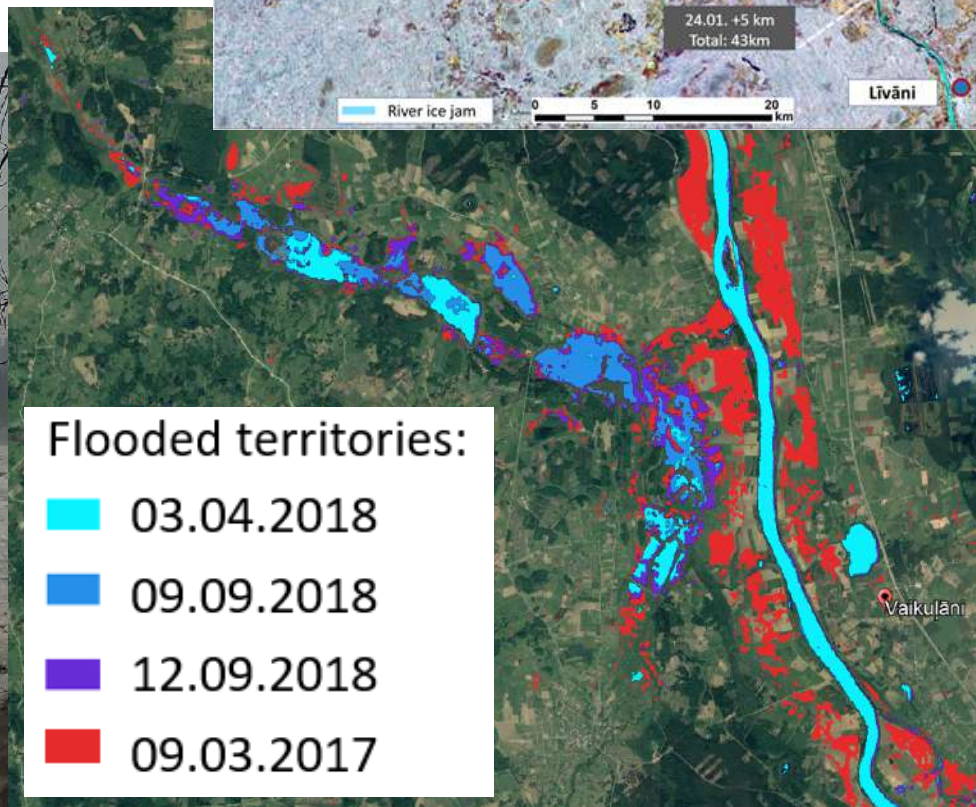 24.01. +5 km
Total: 43km
Līvāni
River ice jam
0 5 10 20
km
Flooded territories:
03.04.2018
09.09.2018
12.09.2018
09.03.2017
Vaikuļāni